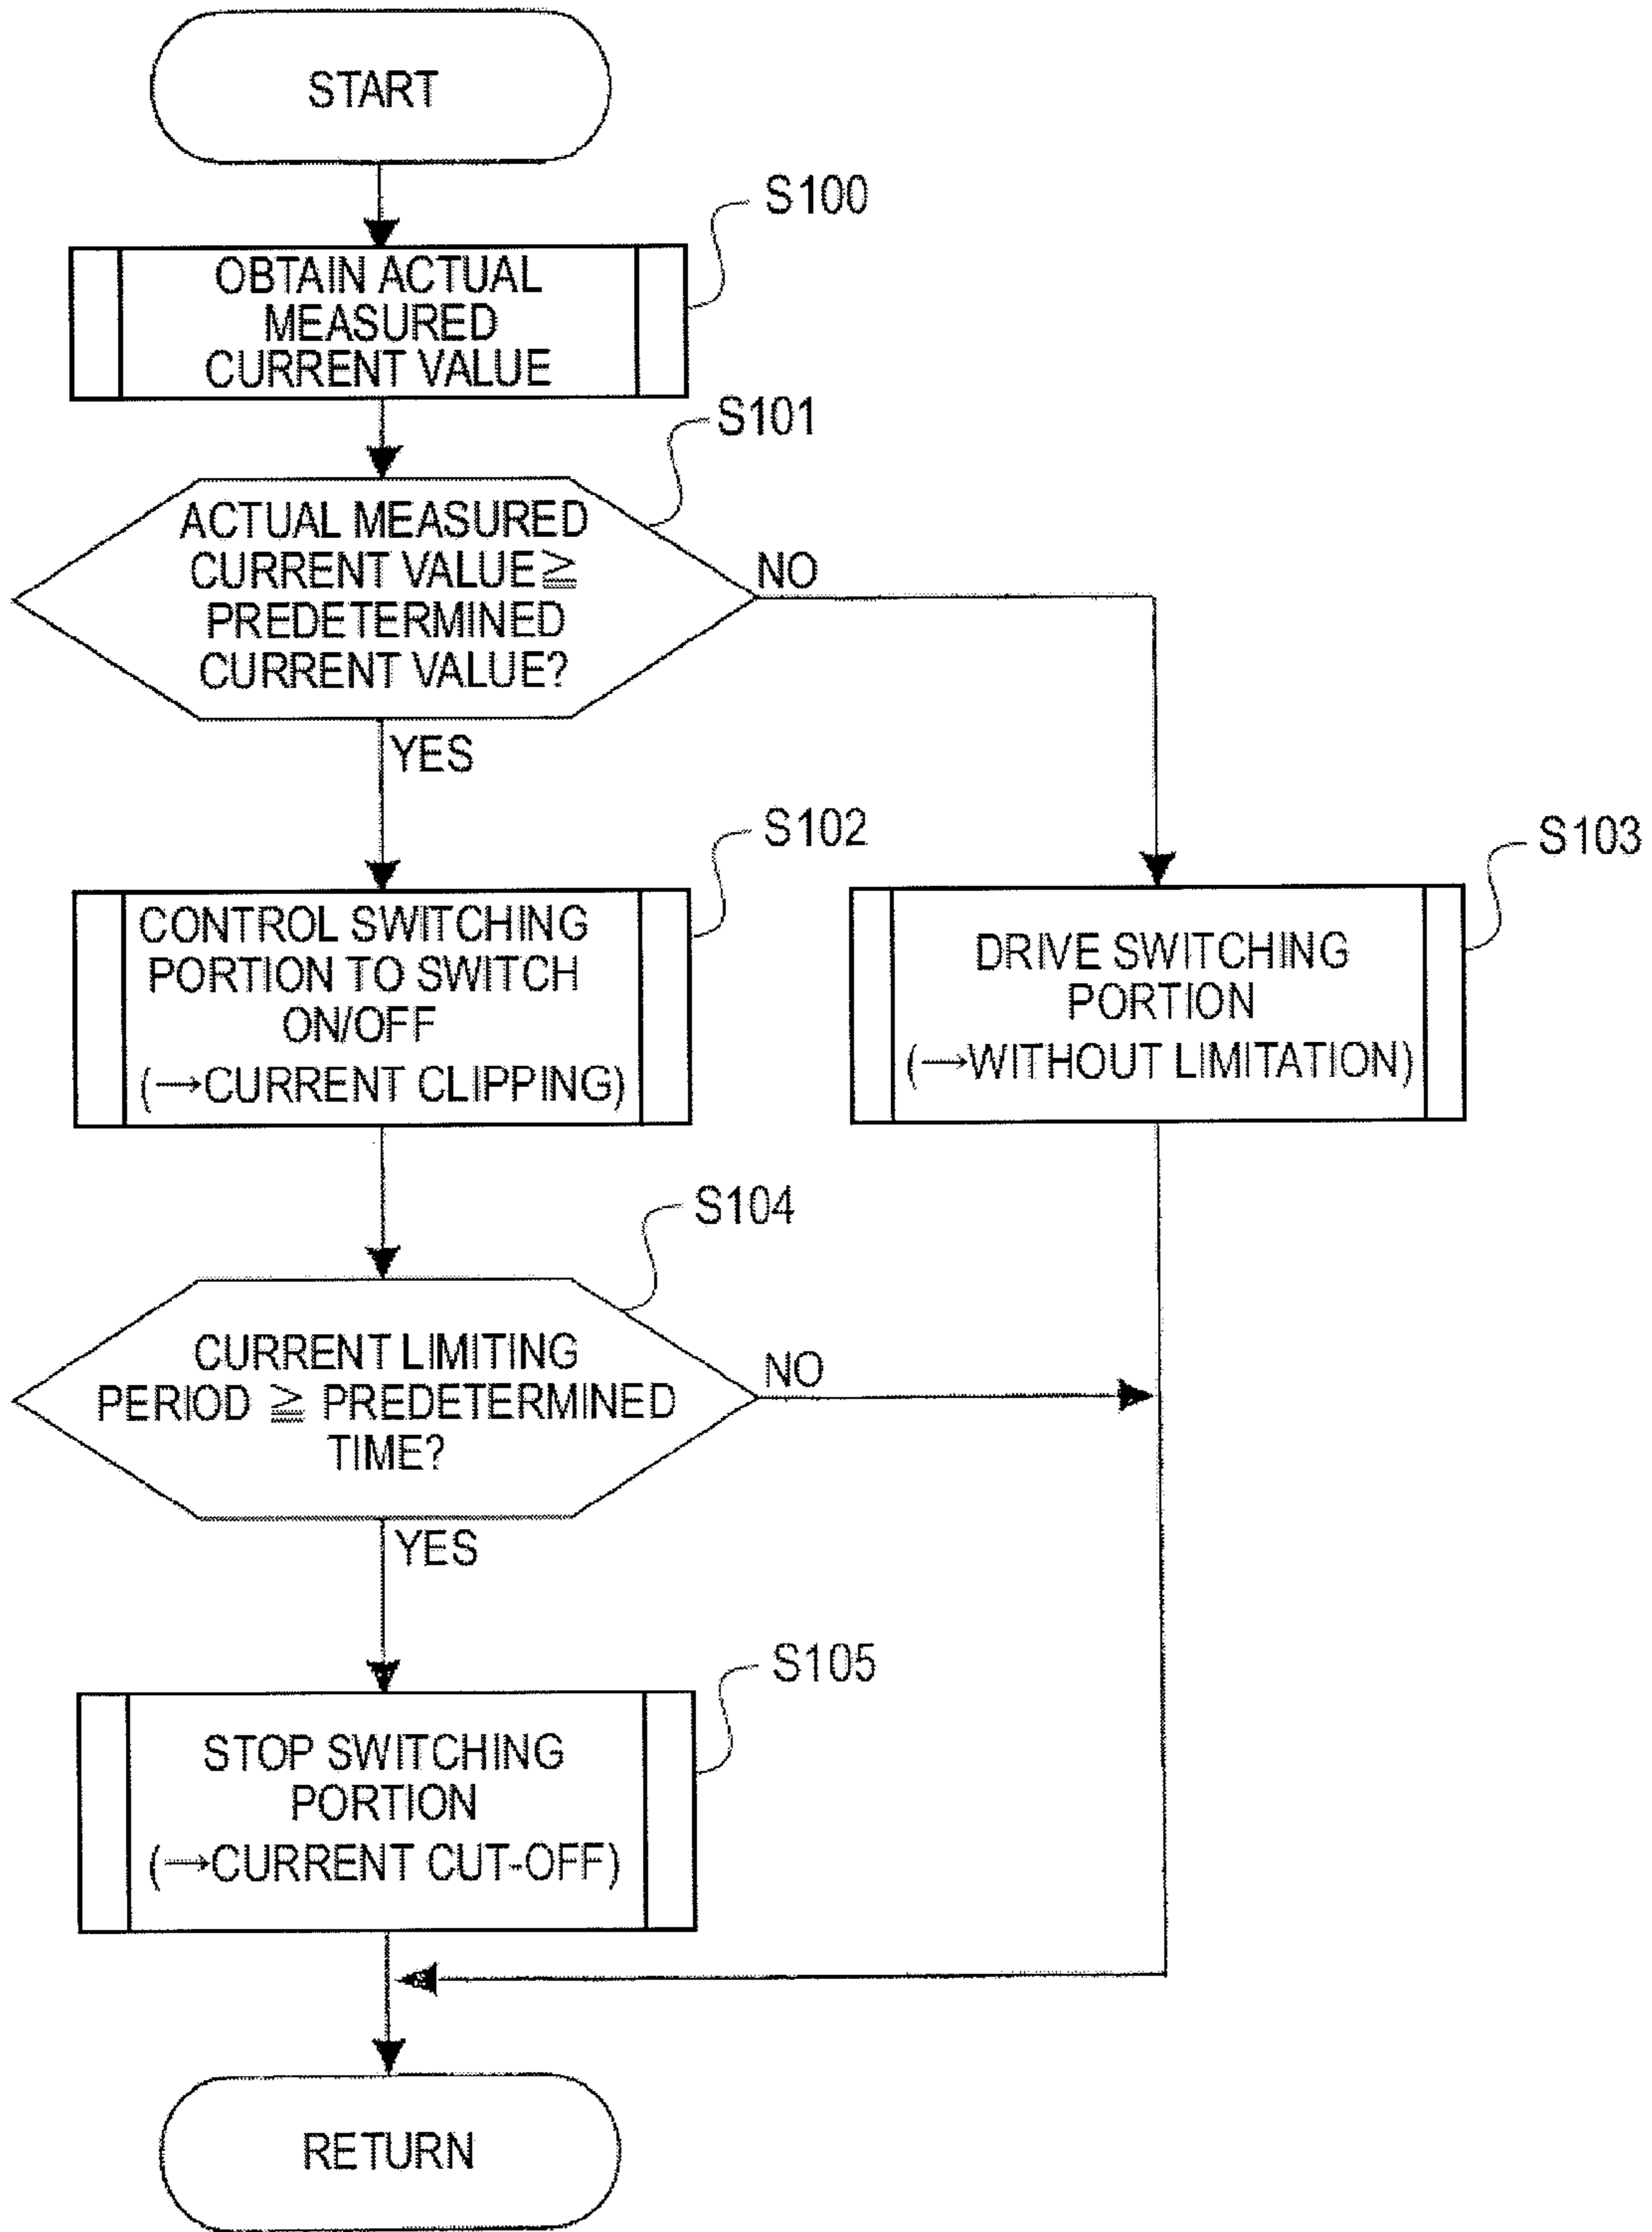 START
S100
OBTAIN ACTUAL
MEASURED
CURRENT VALUE
S101
ACTUAL MEASURED
CURRENT VALUE≧
PREDETERMINED
CURRENT VALUE?
NO
YES
S102
CONTROL SWITCHING
PORTION TO SWITCH
ON/OFF
(→CURRENT CLIPPING)
S103
DRIVE SWITCHING
PORTION
(→WITHOUT LIMITATION)
S104
CURRENT LIMITING
PERIOD ≧ PREDETERMINED
TIME?
NO
YES
S105
STOP SWITCHING
PORTION
(→CURRENT CUT-OFF)
RETURN